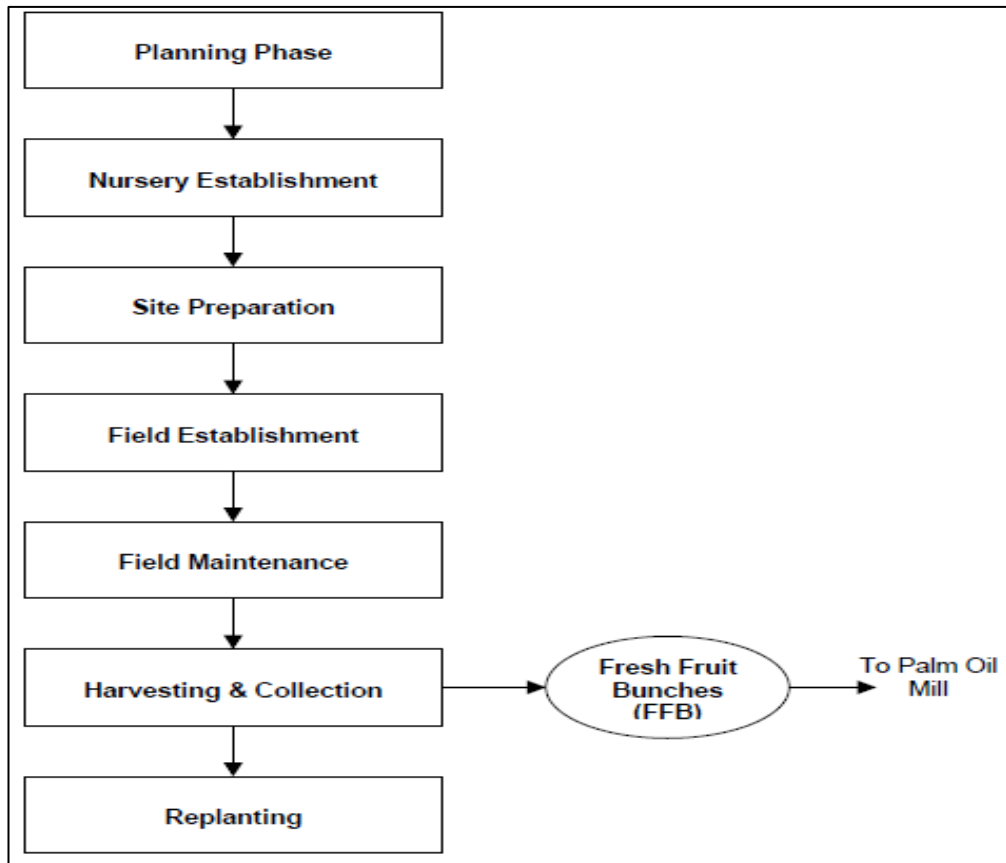 Planning Phase
Nursery Establishment
Site Preparation
Field Establishment
Field Maintenance
Harvesting & Collection
Fresh Fruit
Bunches
(FFB)
To Palm Oil
Mill
Replanting